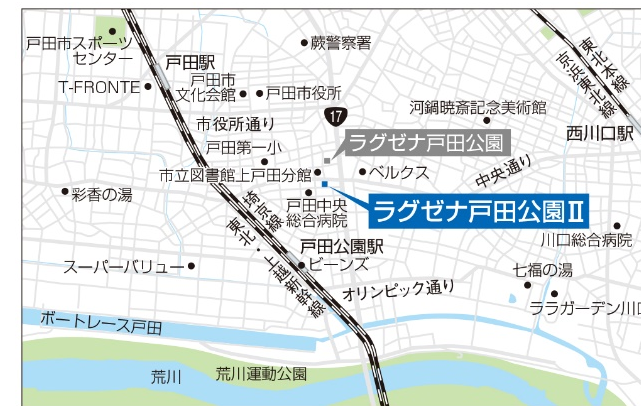 戸田市スポーツ
センター
戸田駅
蕨警察署
T-FRONTE
戸田市
文化会館
戸田市役所
17
河鍋暁斎記念美術館
東北本線
京浜東北線
市役所通り
西川口駅
戸田第一小
ラグゼナ戸田公園
市立図書館上戸田分館
ベルクス
中央通り
彩香の湯
戸田中央
総合病院
ラグゼナ戸田公園Ⅱ
埼京線
東北・上越新幹線
戸田公園駅
川口総合病院
スーパーバリュー
ビーンズ
七福の湯
オリンピック通り
ララガーデン川口
ボートレース戸田
荒川
荒川運動公園